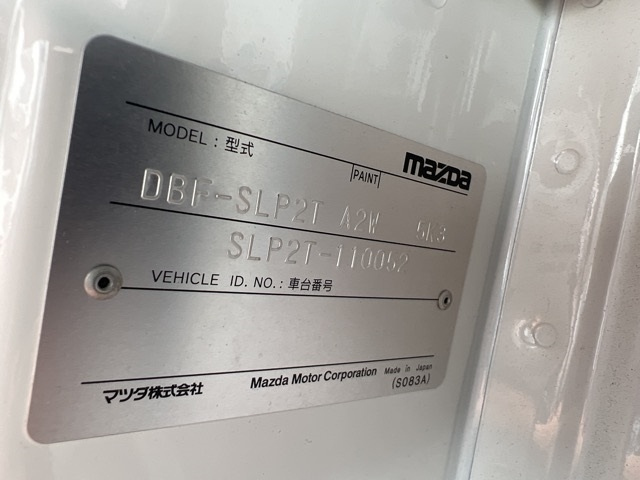 MODEL : 型式
PAINT
mazda
DBF-SLP2T A2W
SLP2T-110052
VEHICLE ID. NO. : 車台番号
マツダ株式会社
Mazda Motor Corporation
Made in Japan
(S083A)